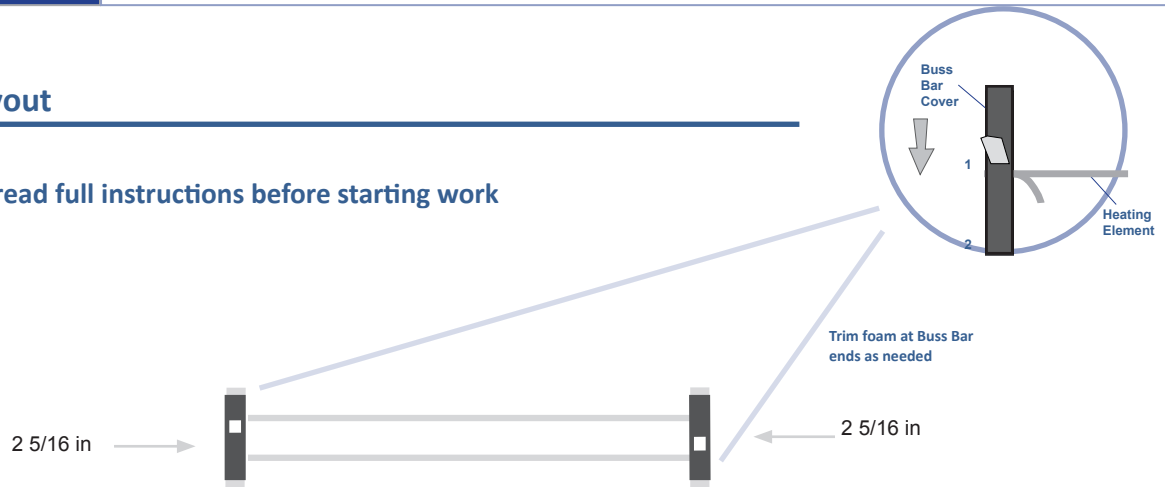 yout
read full instructions before starting work
Buss
Bar
Cover
1
2
Heating
Element
Trim foam at Buss Bar
ends as needed
2 5/16 in
2 5/16 in